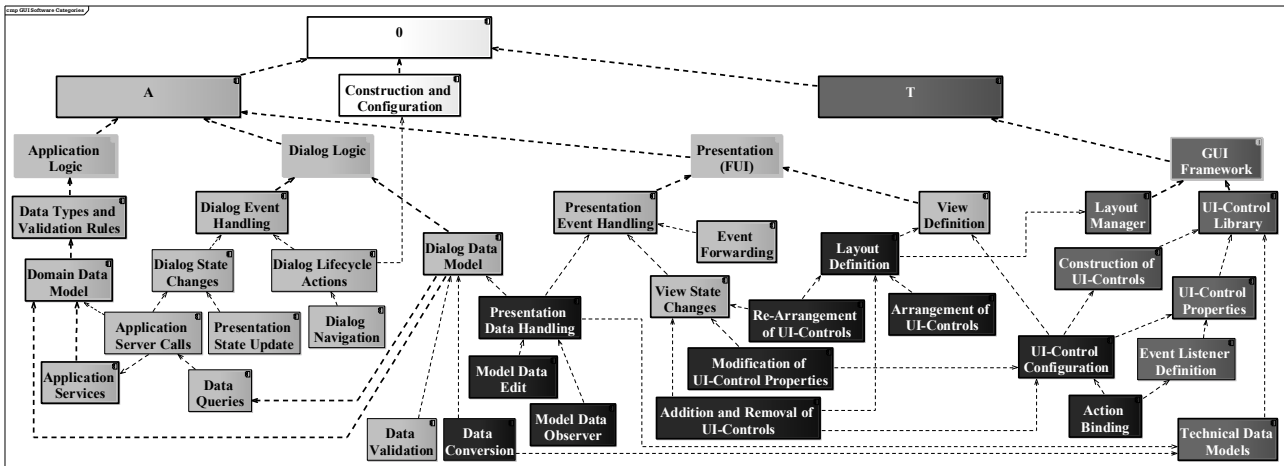 cmp GUI Software Categories
0
A
Construction and
Configuration
T
Application
Logic
Dialog Logic
Presentation
(FUI)
GUI
Framework
Data Types and
Validation Rules
Dialog Event
Handling
Presentation
Event Handling
View
Definition
Layout
Manager
UI-Control
Library
Domain Data
Model
Dialog State
Changes
Dialog Lifecycle
Actions
Dialog Data
Model
Event
Forwarding
Layout
Definition
Construction of
UI-Controls
View State
Changes
Presentation
Data Handling
Re-Arrangement
of UI-Controls
Arrangement of
UI-Controls
UI-Control
Properties
Application
Server Calls
Presentation
State Update
Dialog
Navigation
Application
Services
Data
Queries
Model Data
Edit
Modification of
UI-Control Properties
UI-Control
Configuration
Event Listener
Definition
Data
Validation
Data
Conversion
Model Data
Observer
Addition and Removal of
UI-Controls
Action
Binding
Technical Data
Models